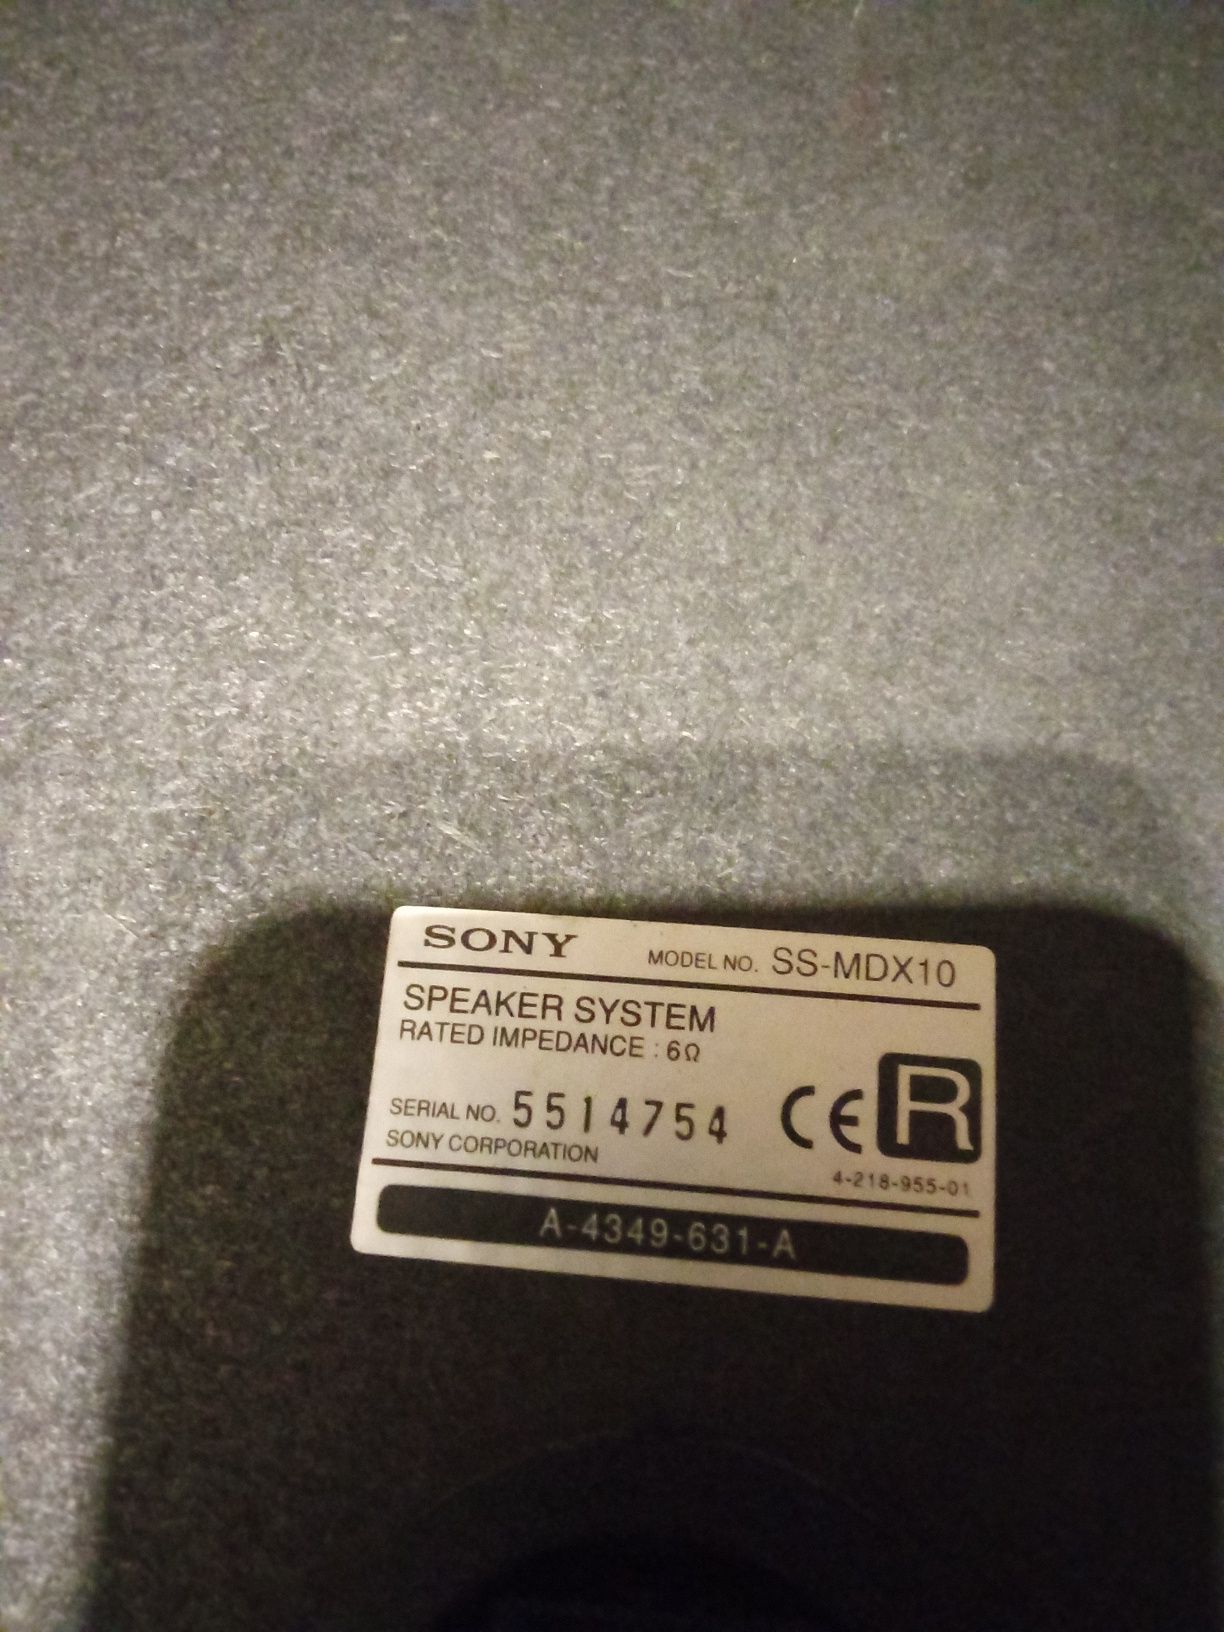 SONY MODEL NO. SS-MDX10
SPEAKER SYSTEM
RATED IMPEDANCE : 6Ω
SERIAL NO. 5514754 CE R
SONY CORPORATION
4-218-955-01
A-4349-631-A